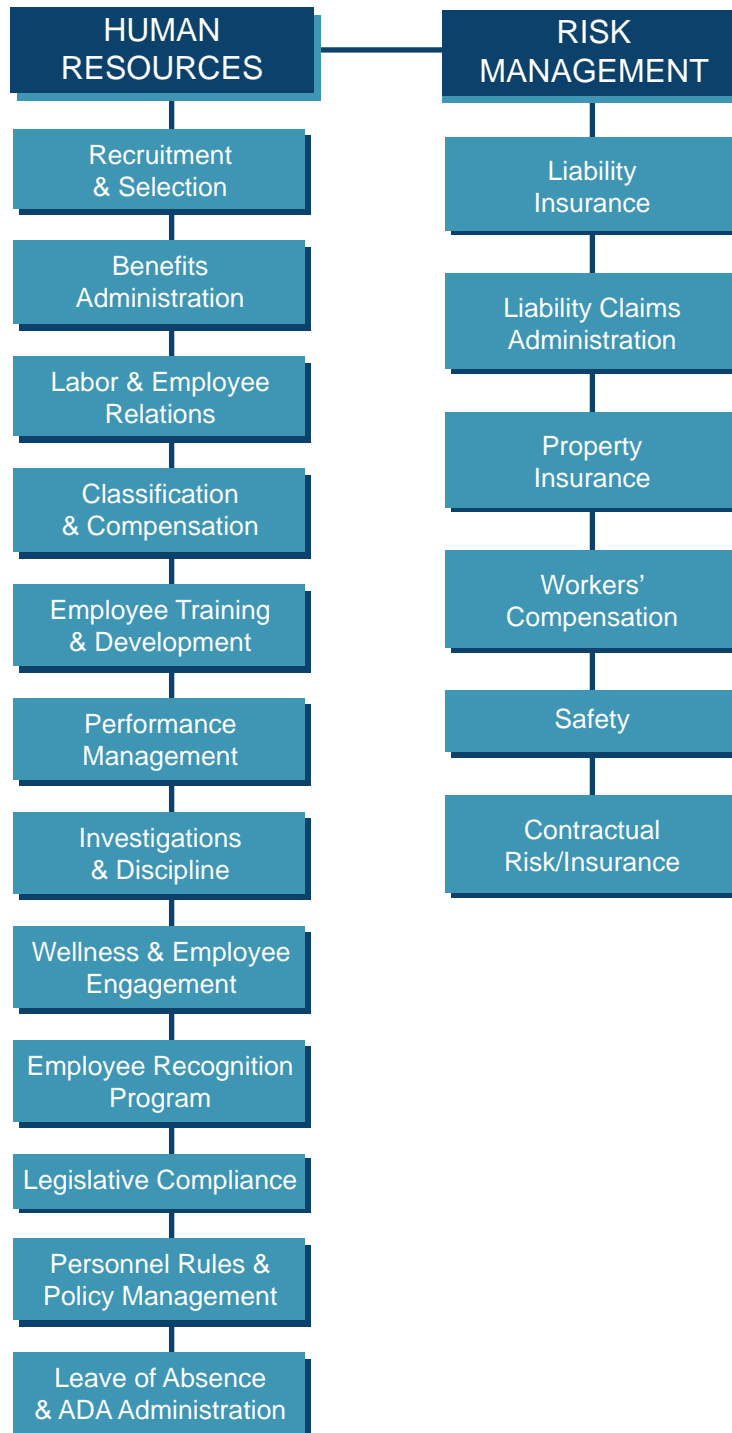 HUMAN
RESOURCES
Recruitment
& Selection
Benefits
Administration
Labor & Employee
Relations
Classification
& Compensation
Employee Training
& Development
Performance
Management
Investigations
& Discipline
Wellness & Employee
Engagement
Employee Recognition
Program
Legislative Compliance
Personnel Rules &
Policy Management
Leave of Absence
& ADA Administration
RISK
MANAGEMENT
Liability
Insurance
Liability Claims
Administration
Property
Insurance
Workers’
Compensation
Safety
Contractual
Risk/Insurance